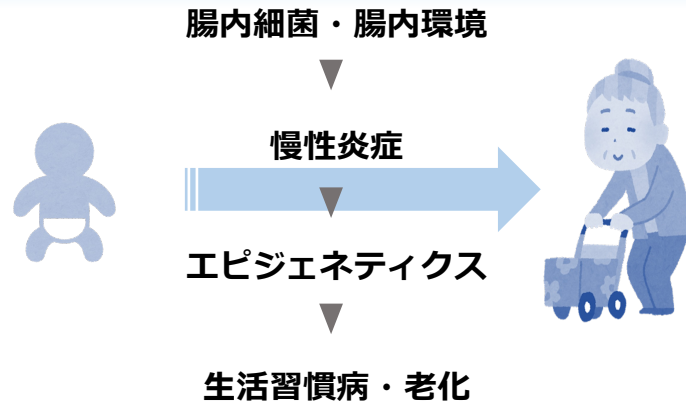 腸内細菌・腸内環境
慢性炎症
エピジェネティクス
生活習慣病・老化